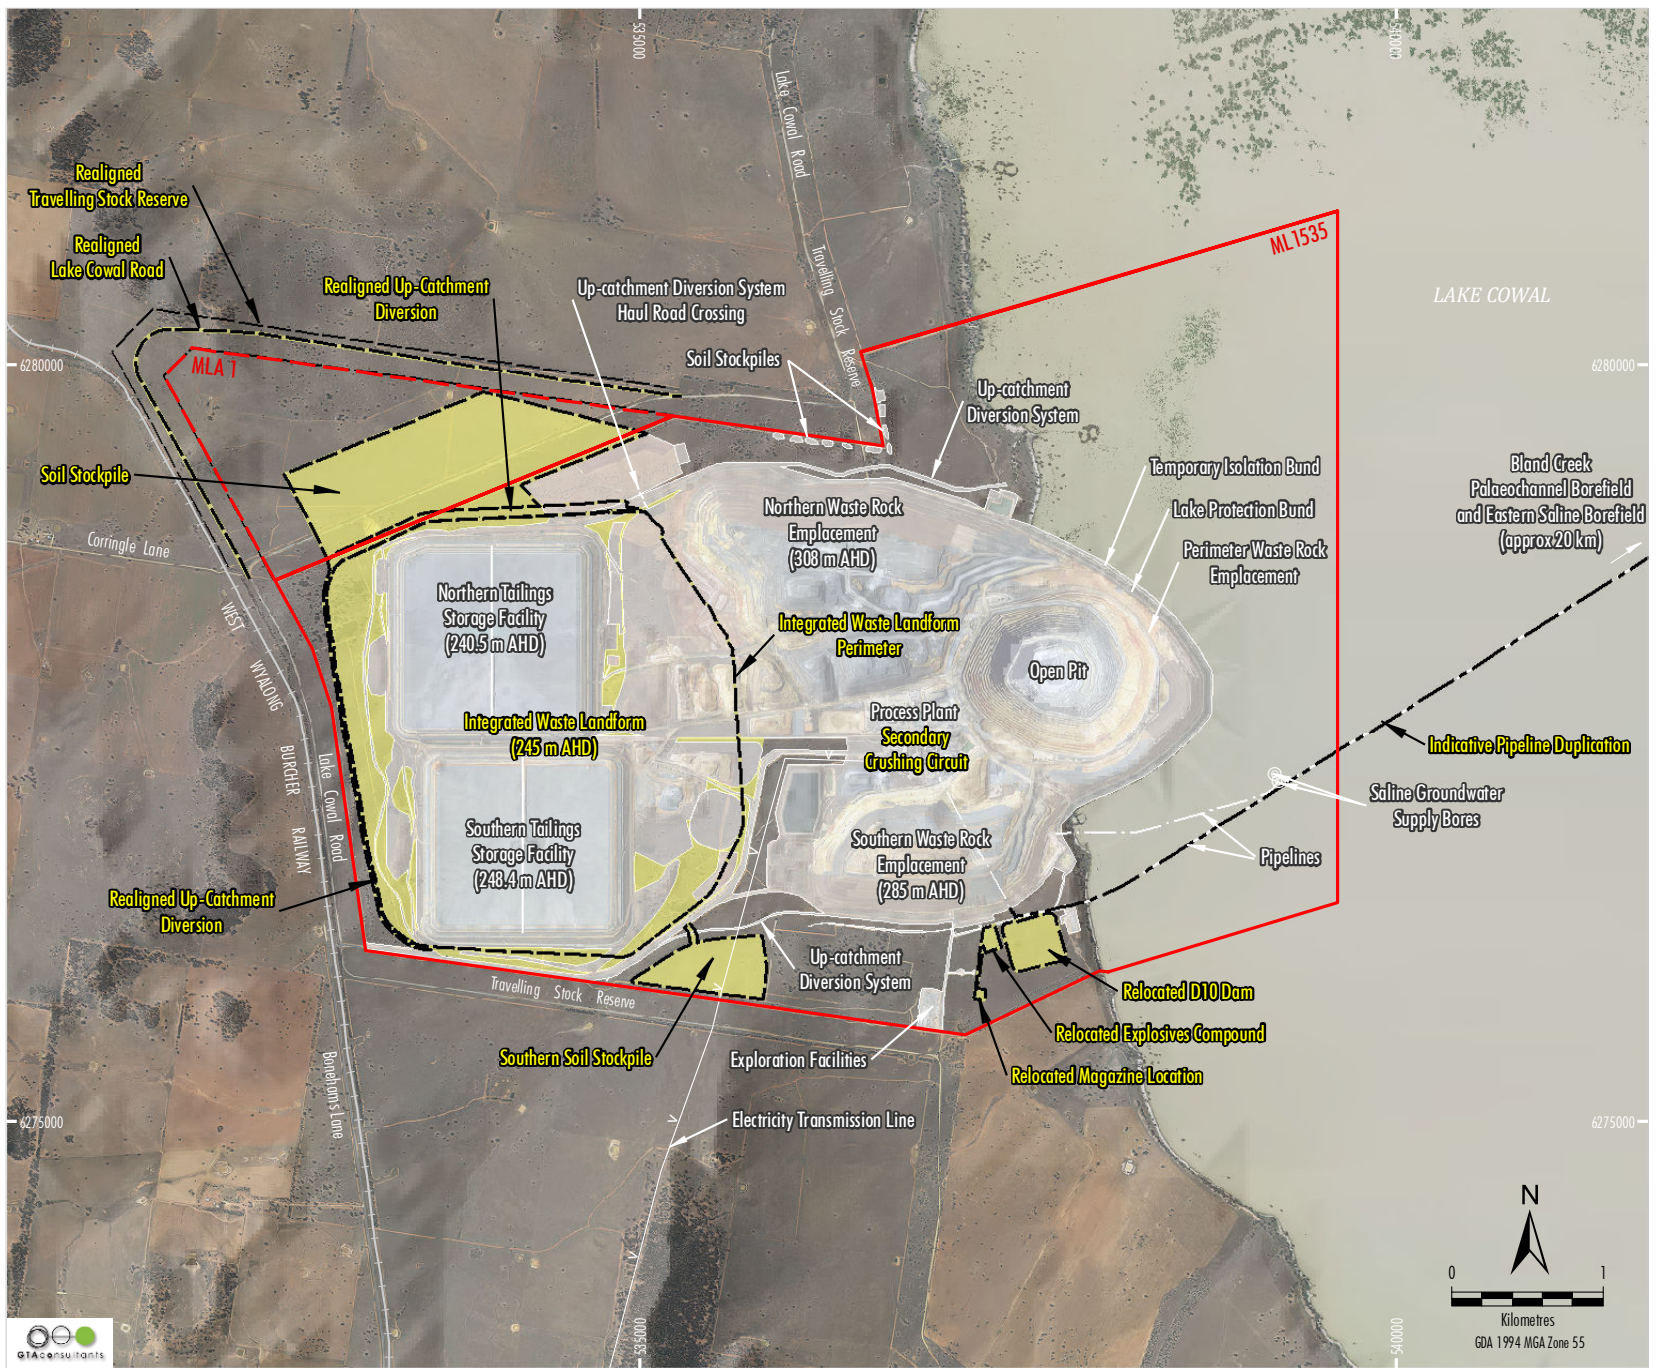 535000
540000
Lake Cowal Road
Realigned
Travelling Stock Reserve
Realigned
Lake Cowal Road
Travelling Stock Reserve
ML1535
LAKE COWAL
Realigned Up-Catchment
Diversion
Up-catchment Diversion System
Haul Road Crossing
Soil Stockpiles
6280000
6280000
MLA 1
Up-catchment
Diversion System
Soil Stockpile
Temporary Isolation Bund
Lake Protection Bund
Perimeter Waste Rock
Emplacement
Bland Creek
Palaeochannel Borefield
and Eastern Saline Borefield
(approx 20 km)
Northern Waste Rock
Emplacement
(308 m AHD)
Corringle Lane
Northern Tailings
Storage Facility
(240.5 m AHD)
Integrated Waste Landform
Perimeter
Open Pit
WEST WYALONG BURCHER RAILWAY
Integrated Waste Landform
(245 m AHD)
Process Plant
Secondary
Crushing Circuit
Indicative Pipeline Duplication
Lake Cowal Road
Saline Groundwater
Supply Bores
Southern Tailings
Storage Facility
(248.4 m AHD)
Southern Waste Rock
Emplacement
(285 m AHD)
Pipelines
Realigned Up-Catchment
Diversion
Up-catchment
Diversion System
Travelling Stock Reserve
Relocated D10 Dam
Relocated Explosives Compound
Relocated Magazine Location
Southern Soil Stockpile
Exploration Facilities
Bonehams Lane
Electricity Transmission Line
6275000
6275000
N
0 1
Kilometres
GDA 1994 MGA Zone 55
535000
540000
GTAconsultants